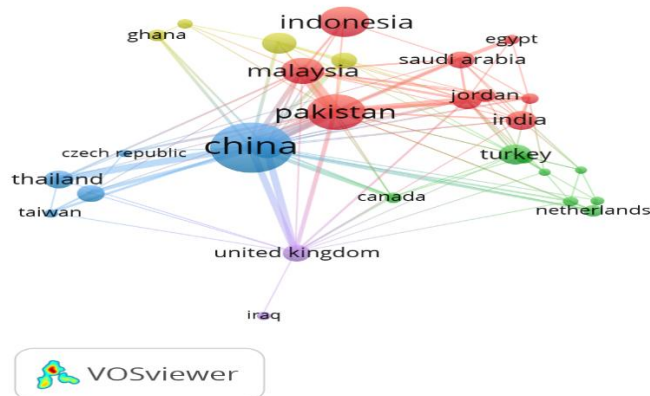 indonesia
ghana
egypt
saudi arabia
malaysia
jordan
pakistan
india
china
czech republic
turkey
thailand
canada
taiwan
netherlands
united kingdom
iraq
VOSviewer